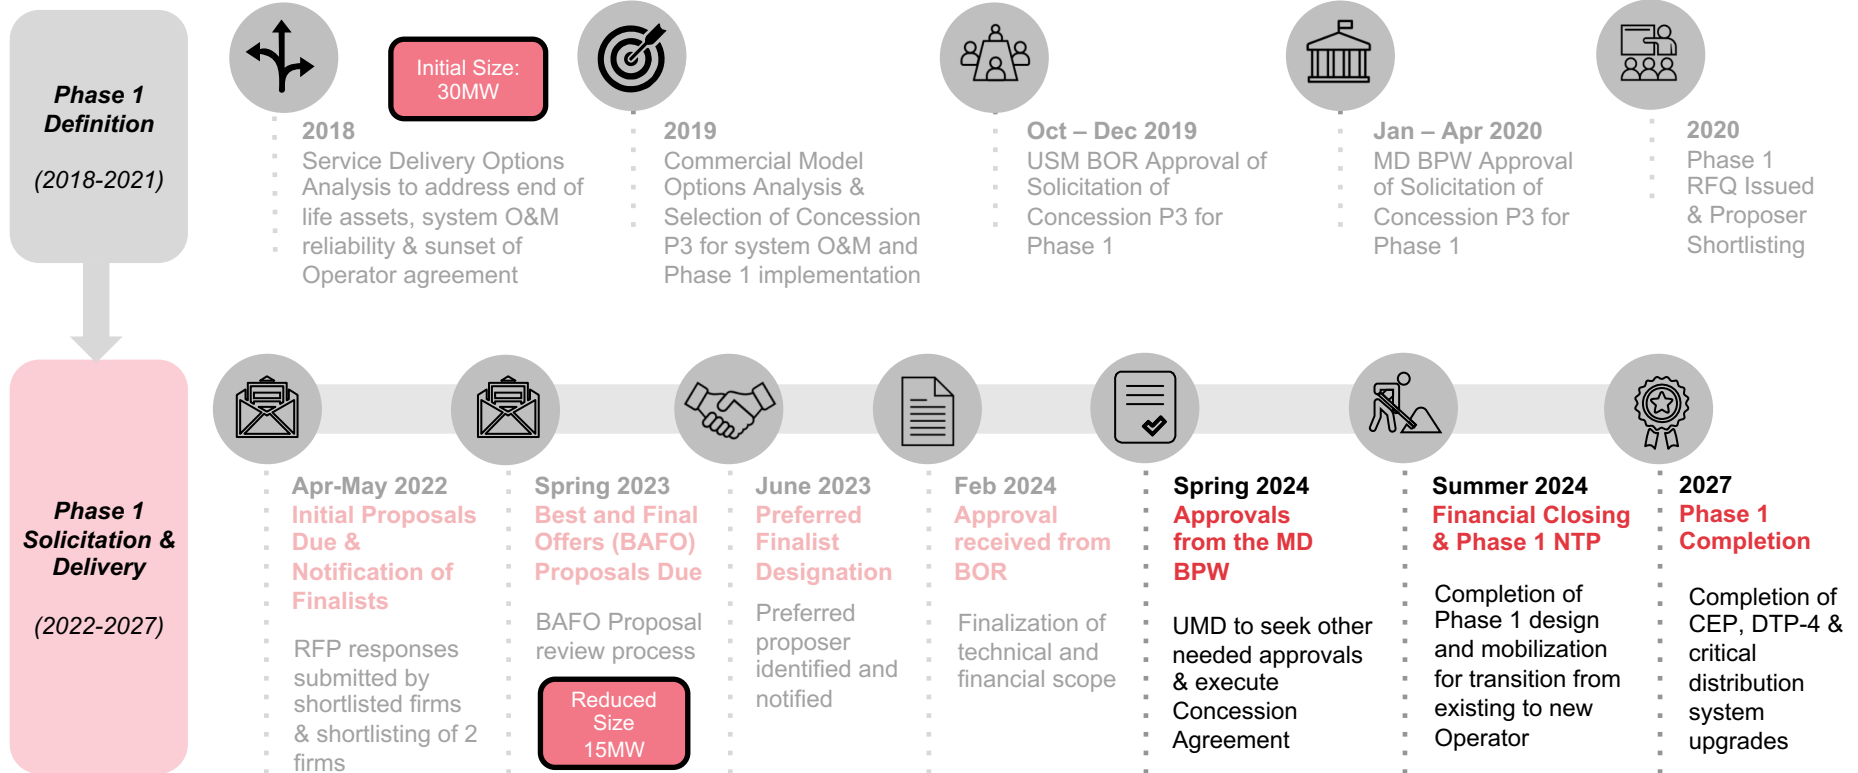 Phase 1
Definition
(2018-2021)
Initial Size:
30MW
2018
Service Delivery Options
Analysis to address end of
life assets, system O&M
reliability & sunset of
Operator agreement
2019
Commercial Model
Options Analysis &
Selection of Concession
P3 for system O&M and
Phase 1 implementation
Oct – Dec 2019
USM BOR Approval of
Solicitation of
Concession P3 for
Phase 1
Jan – Apr 2020
MD BPW Approval
of Solicitation of
Concession P3 for
Phase 1
2020
Phase 1
RFQ Issued
& Proposer
Shortlisting
Phase 1
Solicitation &
Delivery
(2022-2027)
Apr-May 2022
Initial Proposals
Due &
Notification of
Finalists
RFP responses
submitted by
shortlisted firms
& shortlisting of 2
firms
Spring 2023
Best and Final
Offers (BAFO)
Proposals Due
BAFO Proposal
review process
Reduced
Size
15MW
June 2023
Preferred
Finalist
Designation
Preferred
proposer
identified and
notified
Feb 2024
Approval
received from
BOR
Finalization of
technical and
financial scope
Spring 2024
Approvals
from the MD
BPW
UMD to seek other
needed approvals
& execute
Concession
Agreement
Summer 2024
Financial Closing
& Phase 1 NTP
Completion of
Phase 1 design
and mobilization
for transition from
existing to new
Operator
2027
Phase 1
Completion
Completion of
CEP, DTP-4 &
critical
distribution
system
upgrades